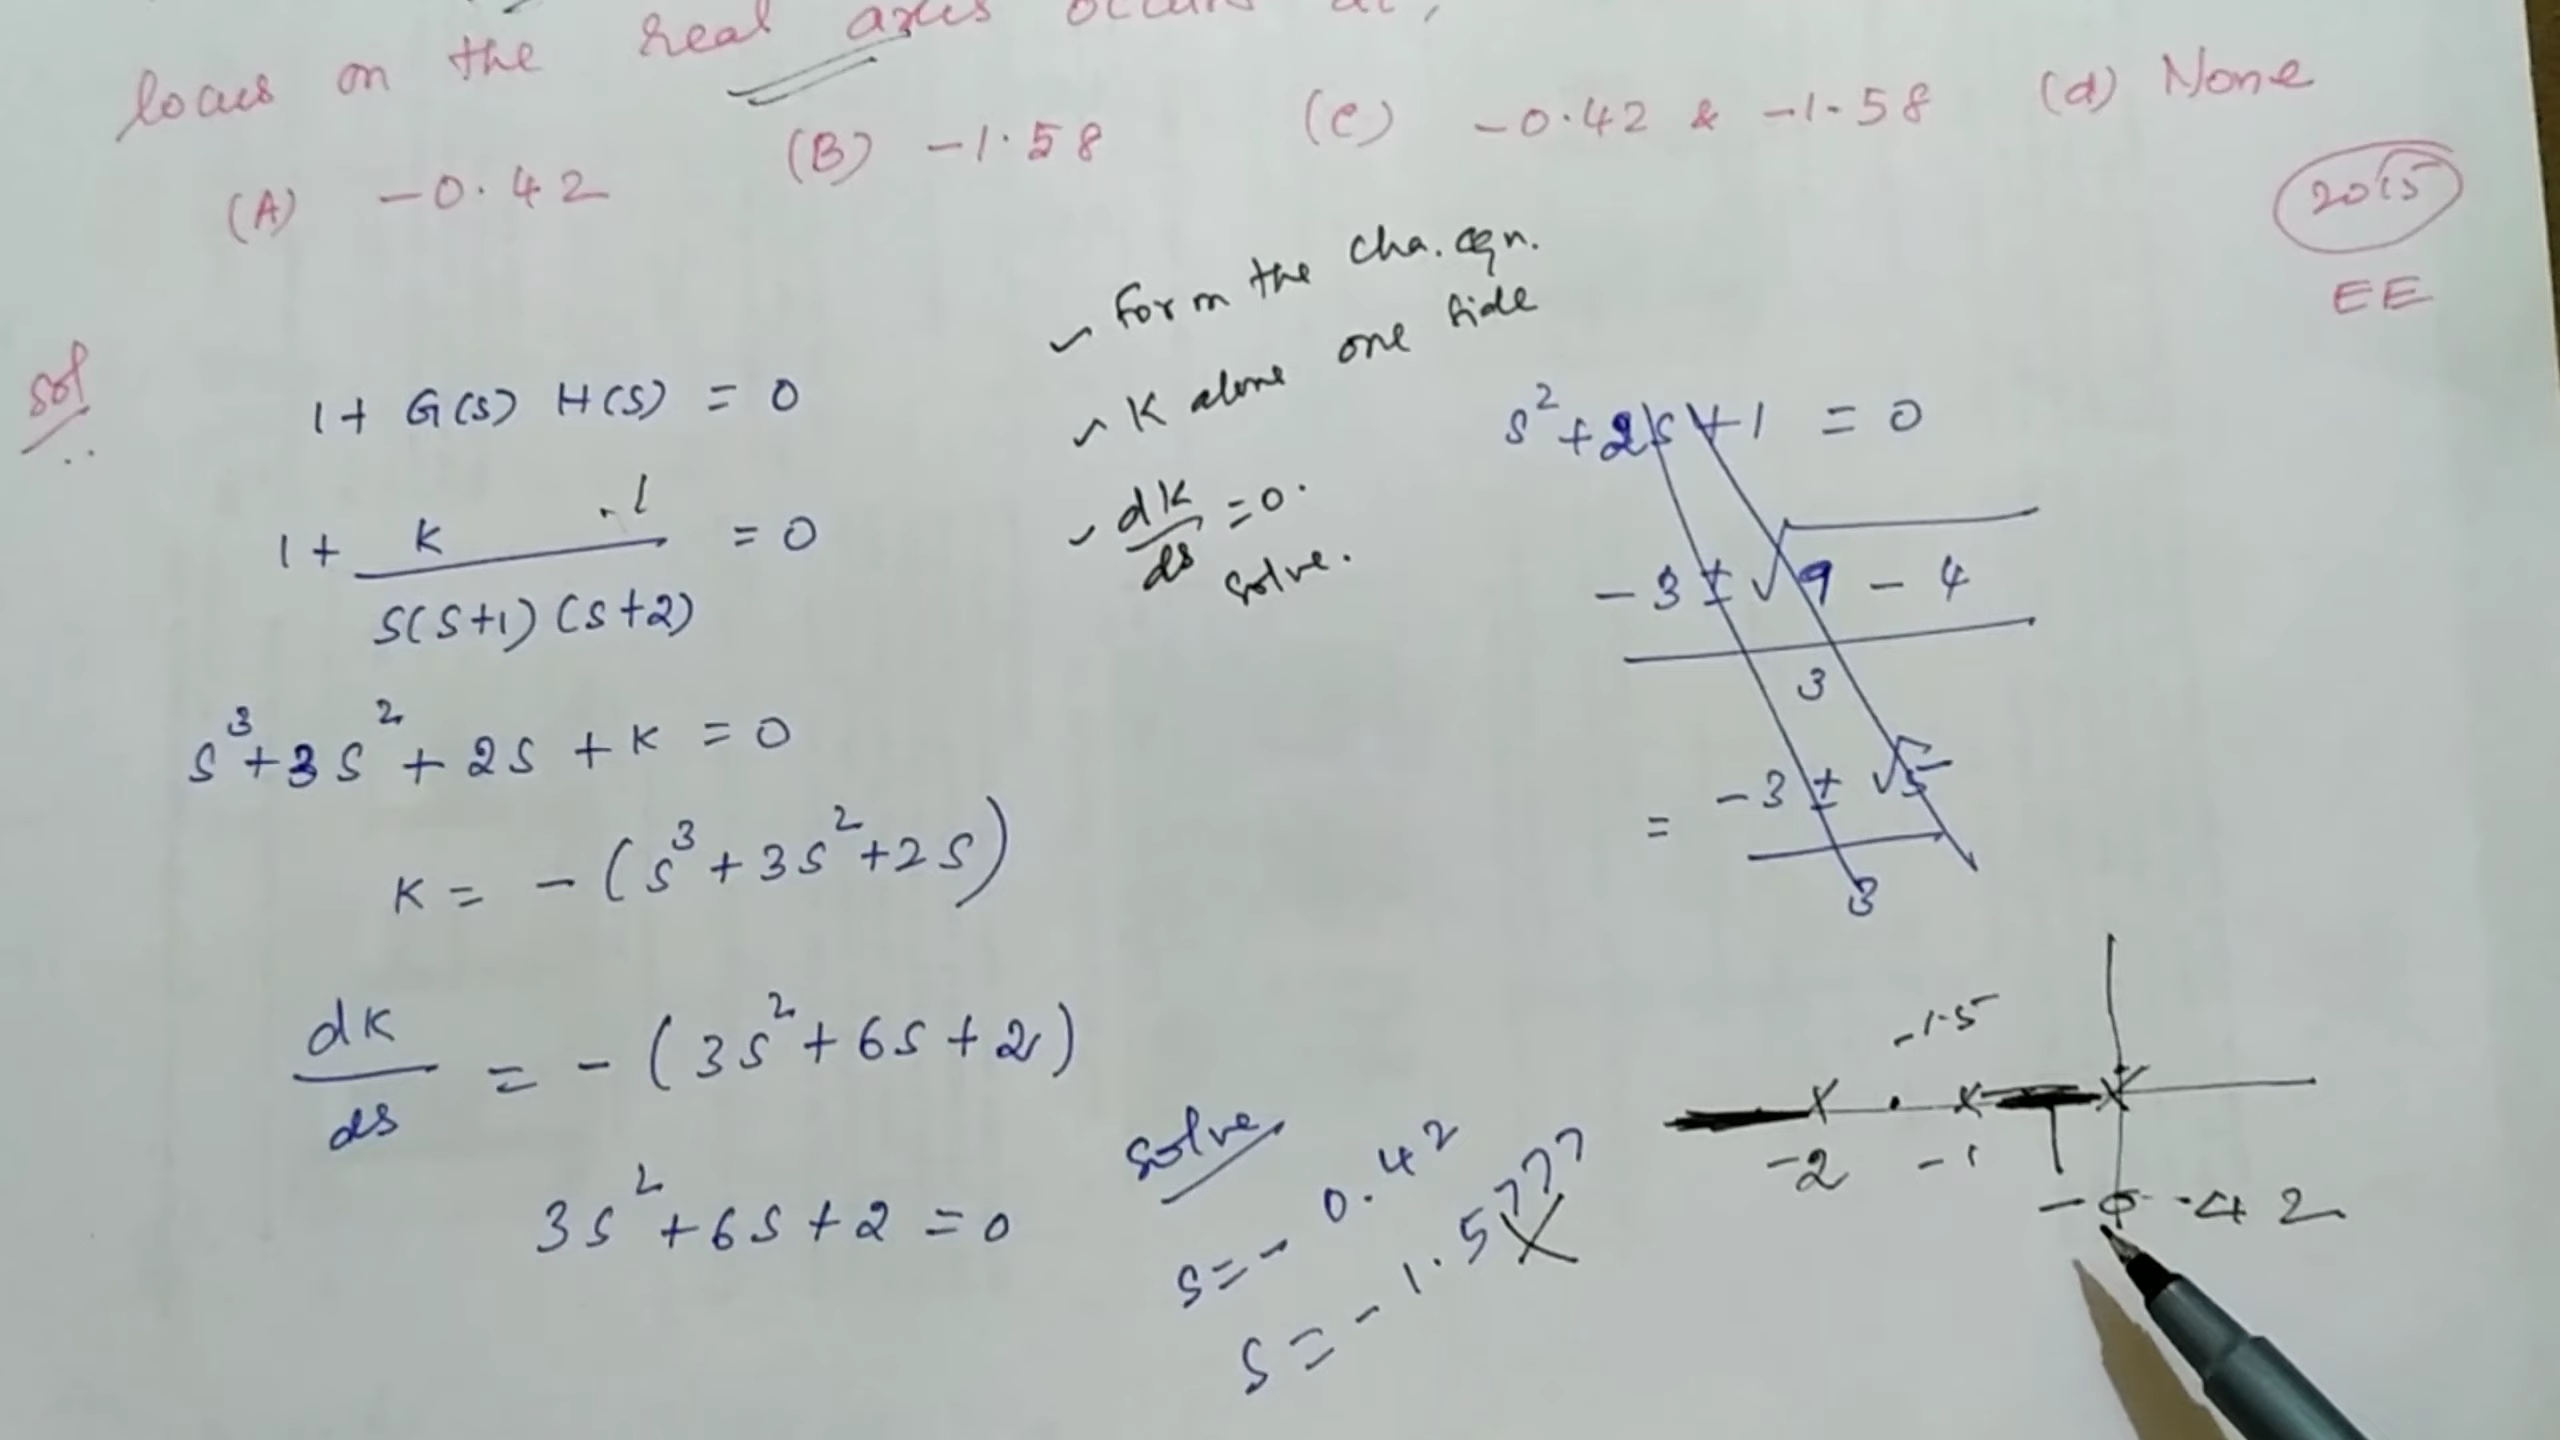 locus on the real axis occurs at,
(A) -0.42 (B) -1.58 (C) -0.42 & -1.58 (d) None
2015
EE
Sol
1 + G(s) H(s) = 0
1 + K . 1 / s(s+1)(s+2) = 0
s³ + 3s² + 2s + K = 0
K = -(s³ + 3s² + 2s)
dK/ds = -(3s² + 6s + 2)
3s² + 6s + 2 = 0
Form the cha. eqn.
K alone one side
dK/ds = 0.
solve.
solve
s = -0.42
s = -1.577?
s² + 2s + 1 = 0
-3 ± √9 - 4 / 3
= -3 ± √5 / 3
-1.5
-2 -1
-0.42